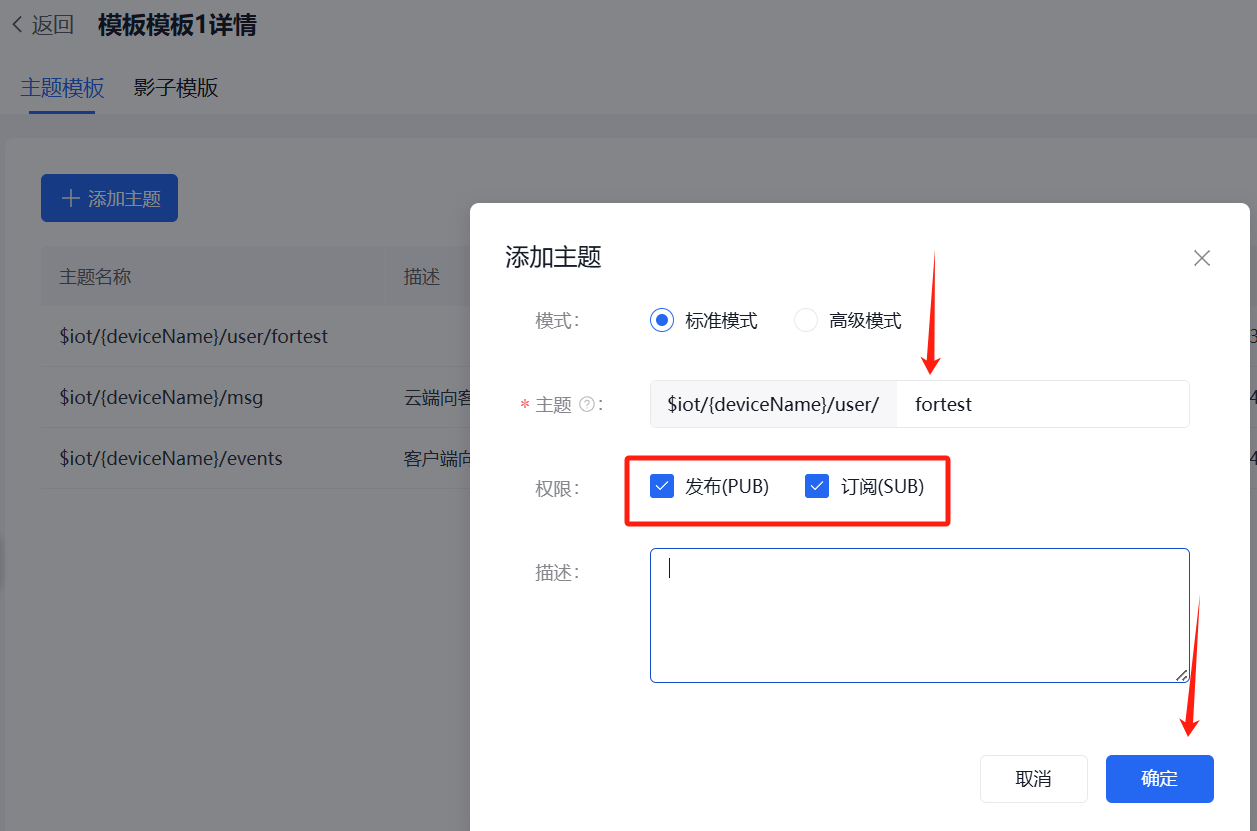 返回 模板模板1详情
主题模板 影子模版
添加主题
主题名称 描述
$iot/{deviceName}/user/fortest
$iot/{deviceName}/msg 云端向客
$iot/{deviceName}/events 客户端向
添加主题
模式： 标准模式 高级模式
* 主题 ?： $iot/{deviceName}/user/ fortest
权限： 发布(PUB) 订阅(SUB)
描述：
取消 确定